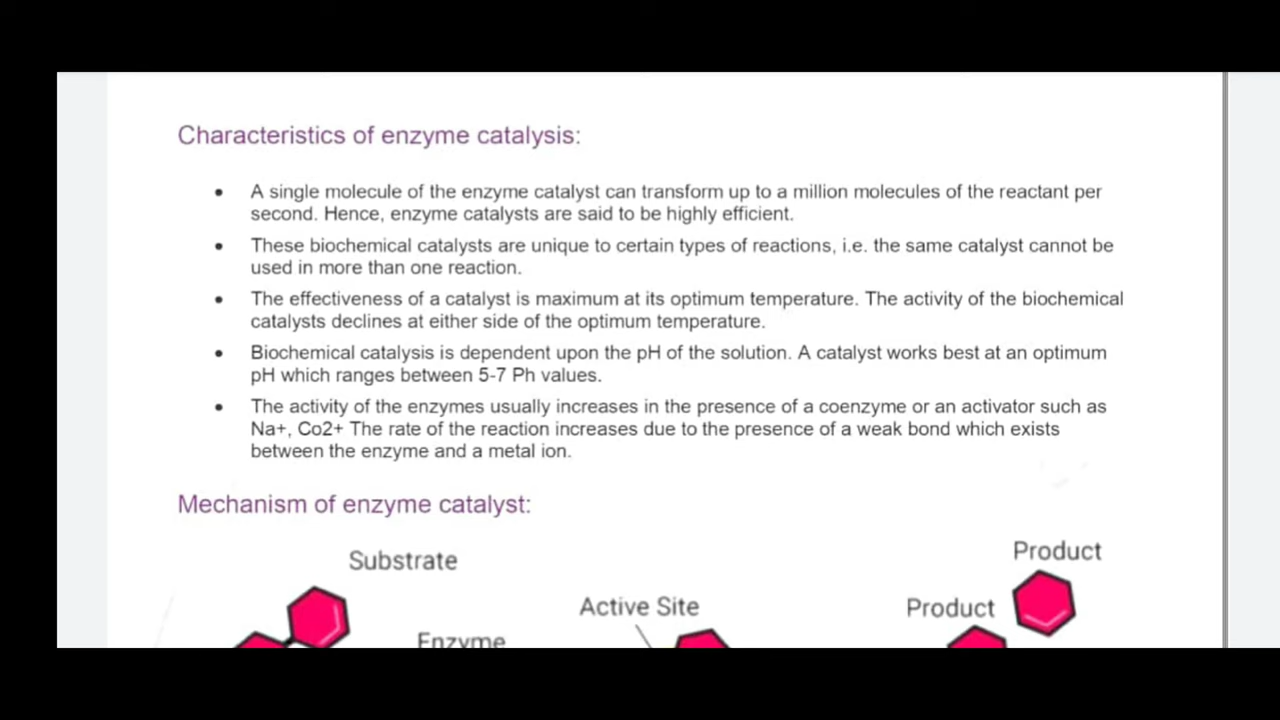 Characteristics of enzyme catalysis:
• A single molecule of the enzyme catalyst can transform up to a million molecules of the reactant per
second. Hence, enzyme catalysts are said to be highly efficient.
• These biochemical catalysts are unique to certain types of reactions, i.e. the same catalyst cannot be
used in more than one reaction.
• The effectiveness of a catalyst is maximum at its optimum temperature. The activity of the biochemical
catalysts declines at either side of the optimum temperature.
• Biochemical catalysis is dependent upon the pH of the solution. A catalyst works best at an optimum
pH which ranges between 5-7 Ph values.
• The activity of the enzymes usually increases in the presence of a coenzyme or an activator such as
Na+, Co2+ The rate of the reaction increases due to the presence of a weak bond which exists
between the enzyme and a metal ion.
Mechanism of enzyme catalyst:
Product
Substrate
Active Site
Product
Enzyme